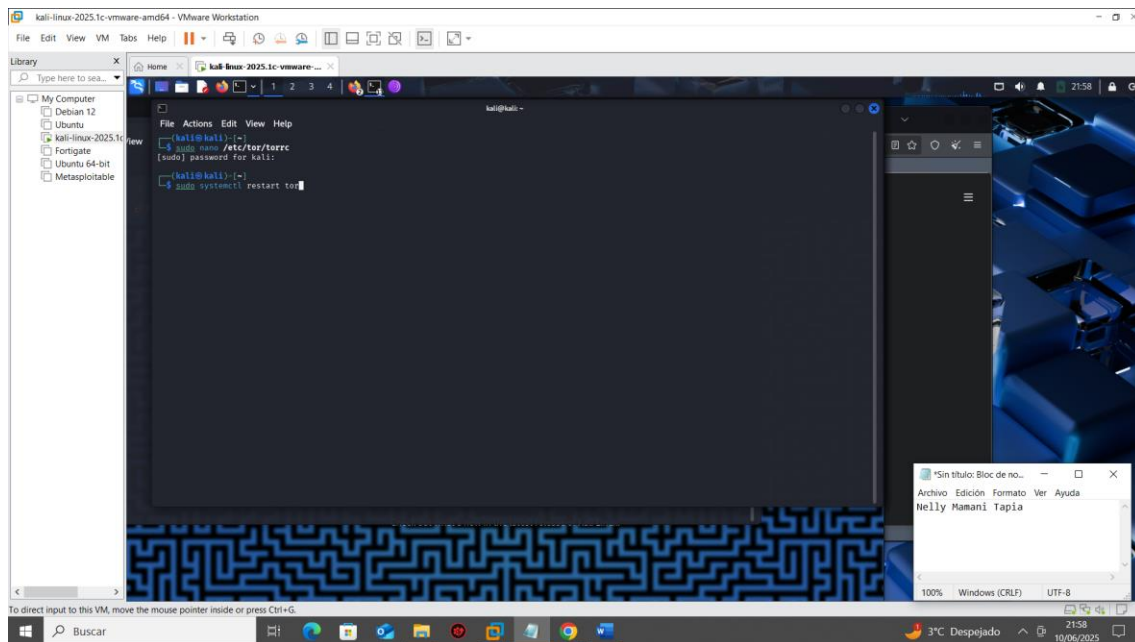 kali-linux-2025.1c-vmware-amd64 - VMware Workstation
File Edit View VM Tabs Help
Library X
Home
kali-linux-2025.1c-vmware-...
Type here to sea...
1 2 3 4
21:58
My Computer
Debian 12
Ubuntu
kali-linux-2025.1c
Fortigate
Ubuntu 64-bit
Metasploitable
View
kali@kali: ~
File Actions Edit View Help
(kali㉿kali)-[~]
$ sudo nano /etc/tor/torrc
[sudo] password for kali:
(kali㉿kali)-[~]
$ sudo systemctl restart tor
*Sin título: Bloc de no...
Archivo Edición Formato Ver Ayuda
Nelly Mamani Tapia
100% Windows (CRLF) UTF-8
To direct input to this VM, move the mouse pointer inside or press Ctrl+G.
Buscar
3°C Despejado
21:58
10/06/2025